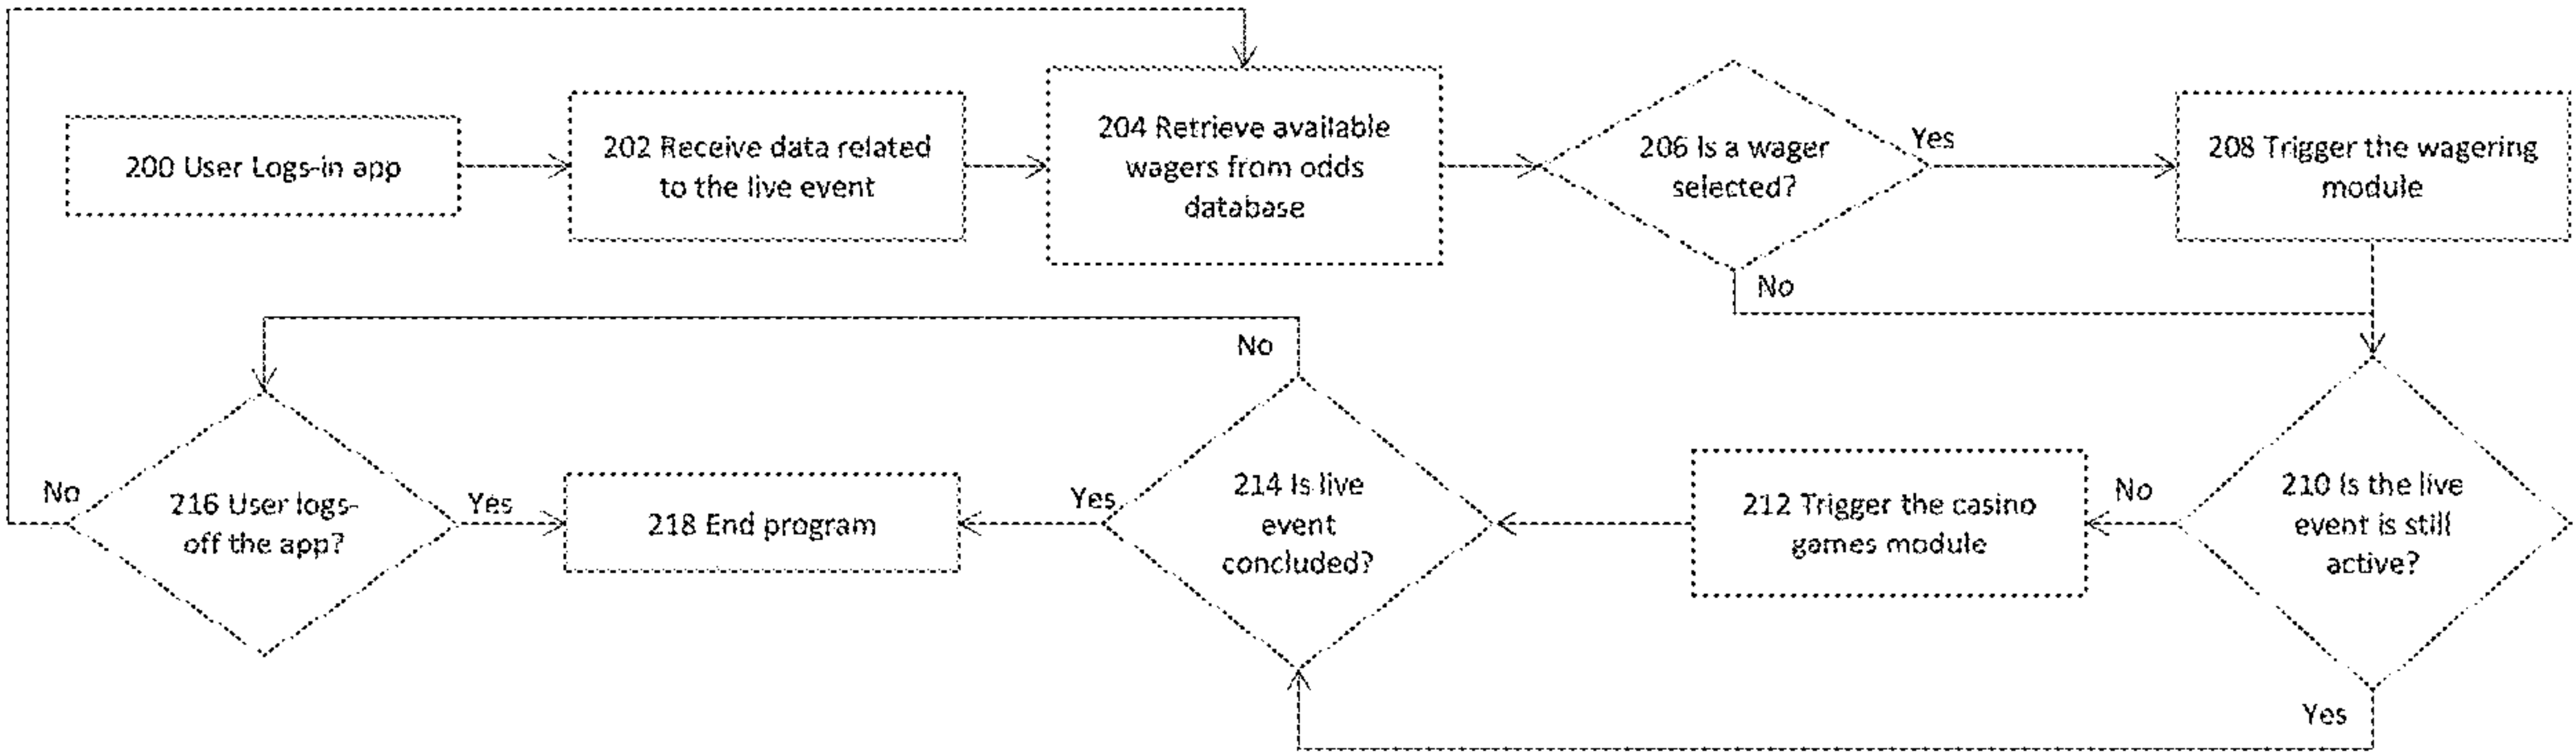 200 User Logs-in app
202 Receive data related
to the live event
204 Retrieve available
wagers from odds
database
206 Is a wager
selected?
Yes
No
208 Trigger the wagering
module
210 Is the live
event is still
active?
No
Yes
212 Trigger the casino
games module
214 Is live
event
concluded?
No
Yes
216 User logs-
off the app?
No
Yes
218 End program